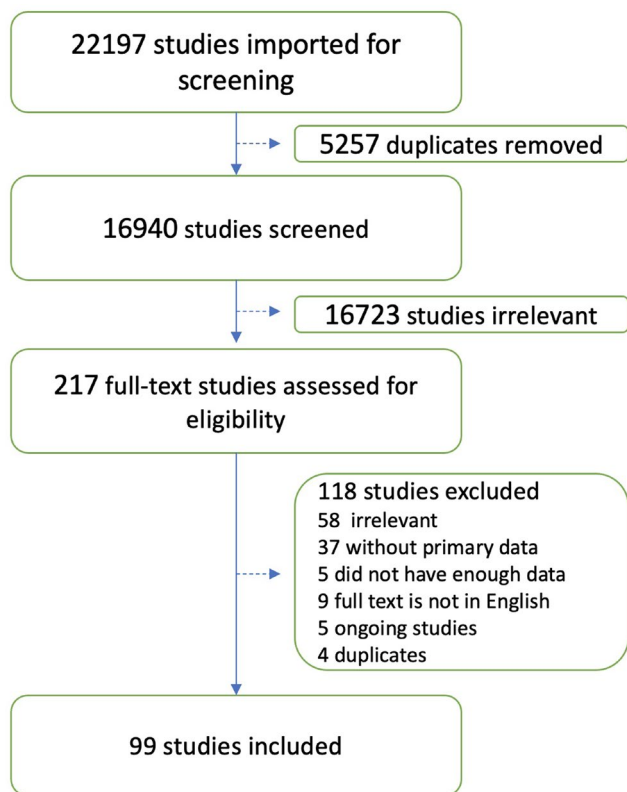 22197 studies imported for
screening
5257 duplicates removed
16940 studies screened
16723 studies irrelevant
217 full-text studies assessed for
eligibility
118 studies excluded
58 irrelevant
37 without primary data
5 did not have enough data
9 full text is not in English
5 ongoing studies
4 duplicates
99 studies included